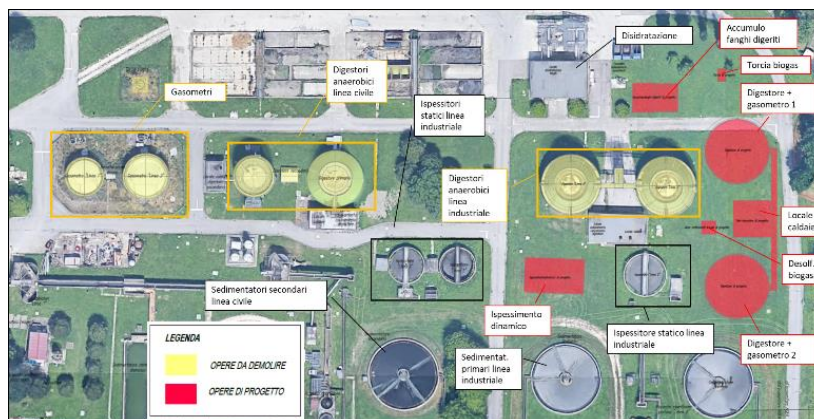 Accumulo
fanghi digeriti
Disidratazione
Torcia biogas
Digestori
anaerobici
linea civile
Gasometri
Digestore +
gasometro 1
Ispessitori
statici linea
industriale
Digestori
anaerobici
linea
industriale
Locale
caldaie
Desolf.
biogas
Sedimentatori secondari
linea civile
Ispessimento
dinamico
Ispessitore statico linea
industriale
Digestore +
gasometro 2
Sedimentat.
primari linea
industriale
LEGENDA
OPERE DA DEMOLIRE
OPERE DI PROGETTO